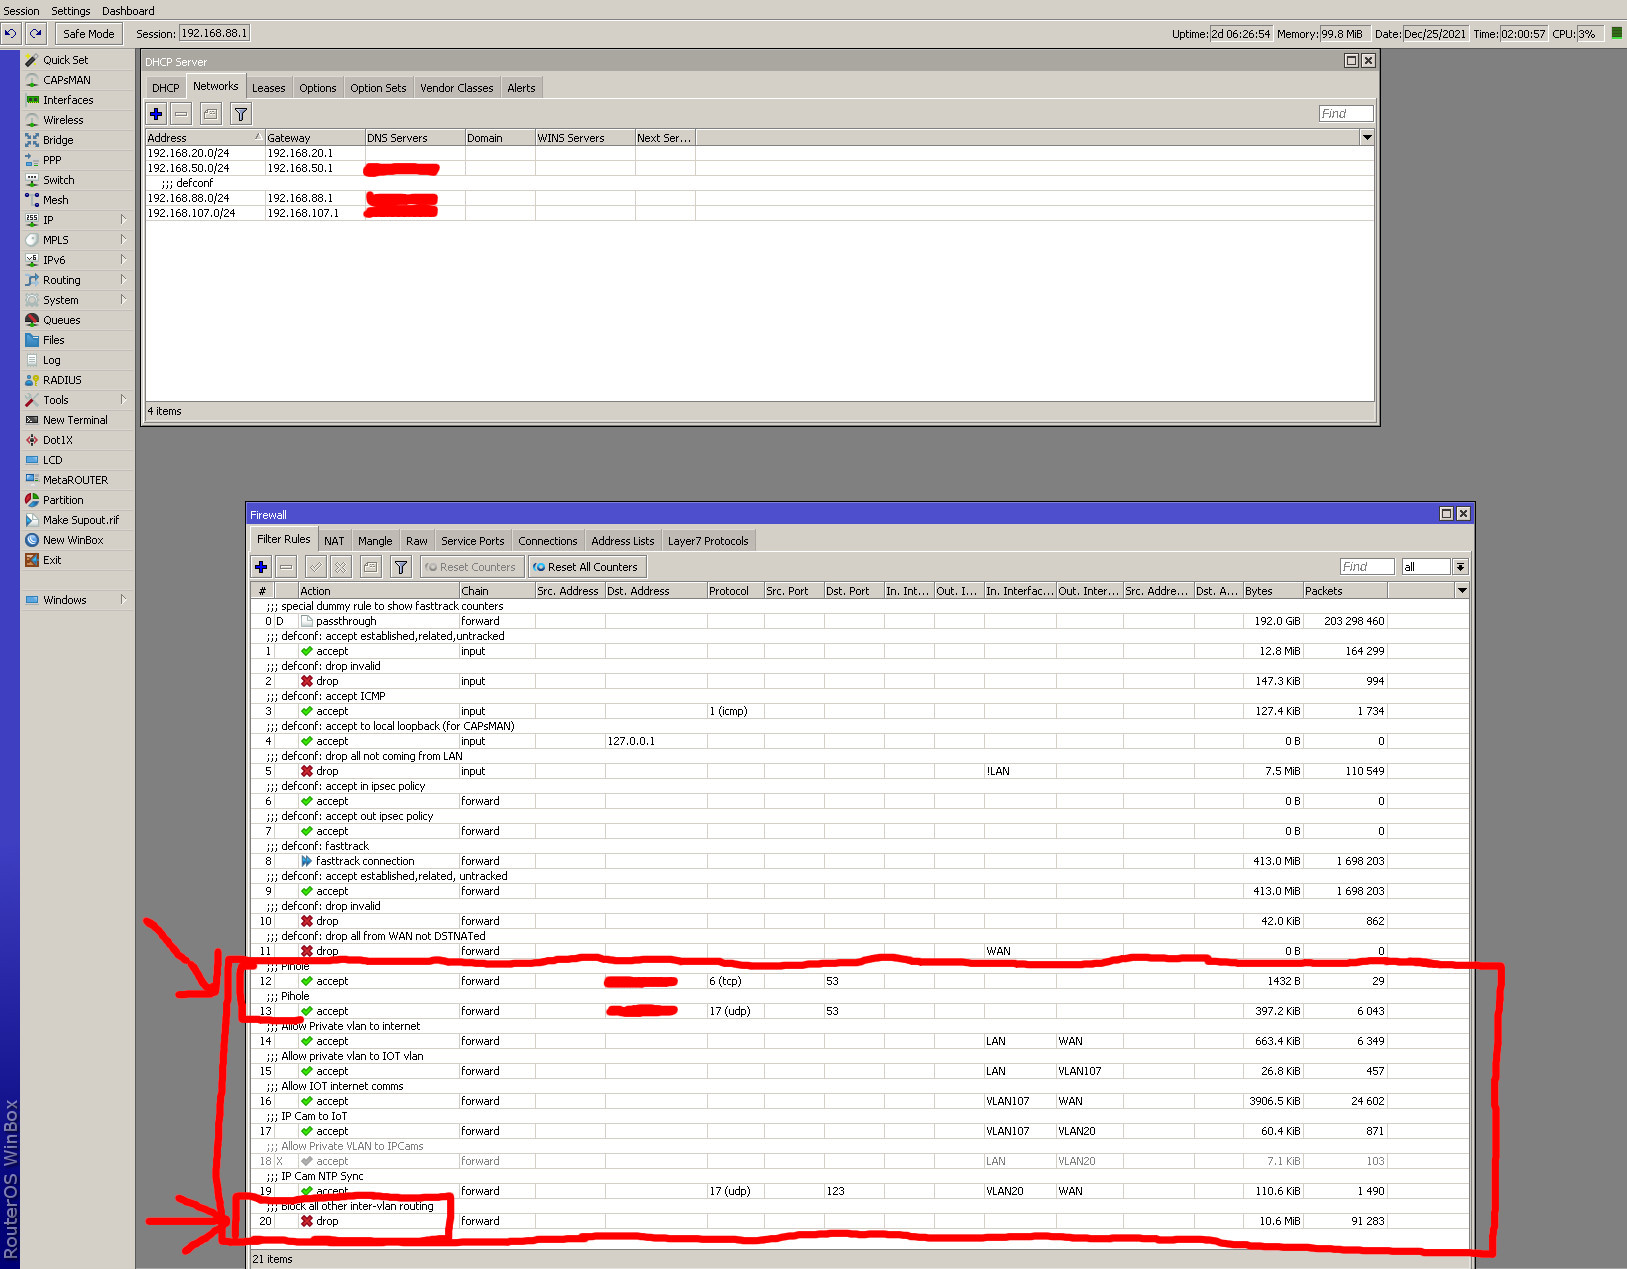 Session Settings Dashboard
Safe Mode Session: 192.168.88.1 Uptime: 2d 06:26:54 Memory: 99.8 MiB Date: Dec/25/2021 Time: 02:00:57 CPU: 3%
Quick Set
CAPsMAN
Interfaces
Wireless
Bridge
PPP
Switch
Mesh
IP
MPLS
IPv6
Routing
System
Queues
Files
Log
RADIUS
Tools
New Terminal
Dot1X
LCD
MetaROUTER
Partition
Make Supout.rif
New WinBox
Exit
Windows
RouterOS WinBox
DHCP Server
DHCP Networks Leases Options Option Sets Vendor Classes Alerts
Find
Address Gateway DNS Servers Domain WINS Servers Next Ser...
192.168.20.0/24 192.168.20.1
192.168.50.0/24 192.168.50.1
;;; defconf
192.168.88.0/24 192.168.88.1
192.168.107.0/24 192.168.107.1
4 items
Firewall
Filter Rules NAT Mangle Raw Service Ports Connections Address Lists Layer7 Protocols
Reset Counters Reset All Counters Find all
# Action Chain Src. Address Dst. Address Protocol Src. Port Dst. Port In. Int... Out. I... In. Interfac... Out. Inter... Src. Addre... Dst. A... Bytes Packets
;;; special dummy rule to show fasttrack counters
0 D passthrough forward 192.0 GiB 203 298 460
;;; defconf: accept established,related,untracked
1 accept input 12.8 MiB 164 299
;;; defconf: drop invalid
2 drop input 147.3 KiB 994
;;; defconf: accept ICMP
3 accept input 1 (icmp) 127.4 KiB 1 734
;;; defconf: accept to local loopback (for CAPsMAN)
4 accept input 127.0.0.1 0 B 0
;;; defconf: drop all not coming from LAN
5 drop input !LAN 7.5 MiB 110 549
;;; defconf: accept in ipsec policy
6 accept forward 0 B 0
;;; defconf: accept out ipsec policy
7 accept forward 0 B 0
;;; defconf: fasttrack
8 fasttrack connection forward 413.0 MiB 1 698 203
;;; defconf: accept established,related, untracked
9 accept forward 413.0 MiB 1 698 203
;;; defconf: drop invalid
10 drop forward 42.0 KiB 862
;;; defconf: drop all from WAN not DSTNATed
11 drop forward WAN 0 B 0
;;; Pihole
12 accept forward 6 (tcp) 53 1432 B 29
;;; Pihole
13 accept forward 17 (udp) 53 397.2 KiB 6 043
;;; Allow Private vlan to internet
14 accept forward LAN WAN 663.4 KiB 6 349
;;; Allow private vlan to IOT vlan
15 accept forward LAN VLAN107 26.8 KiB 457
;;; Allow IOT internet comms
16 accept forward VLAN107 WAN 3906.5 KiB 24 602
;;; IP Cam to IoT
17 accept forward VLAN107 VLAN20 60.4 KiB 871
;;; Allow Private VLAN to IPCams
18 X accept forward LAN VLAN20 7.1 KiB 103
;;; IP Cam NTP Sync
19 accept forward 17 (udp) 123 VLAN20 WAN 110.6 KiB 1 490
;;; Block all other inter-vlan routing
20 drop forward 10.6 MiB 91 283
21 items